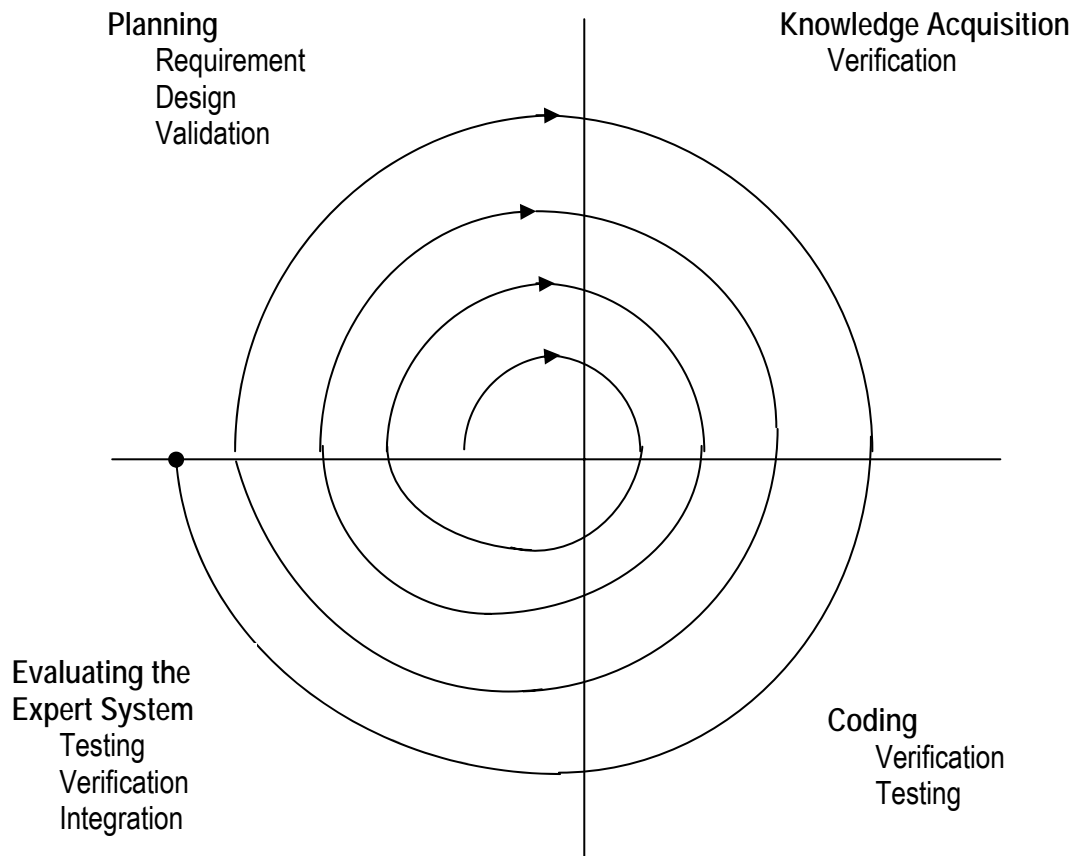 Planning
Requirement
Design
Validation
Knowledge Acquisition
Verification
Evaluating the
Expert System
Testing
Verification
Integration
Coding
Verification
Testing